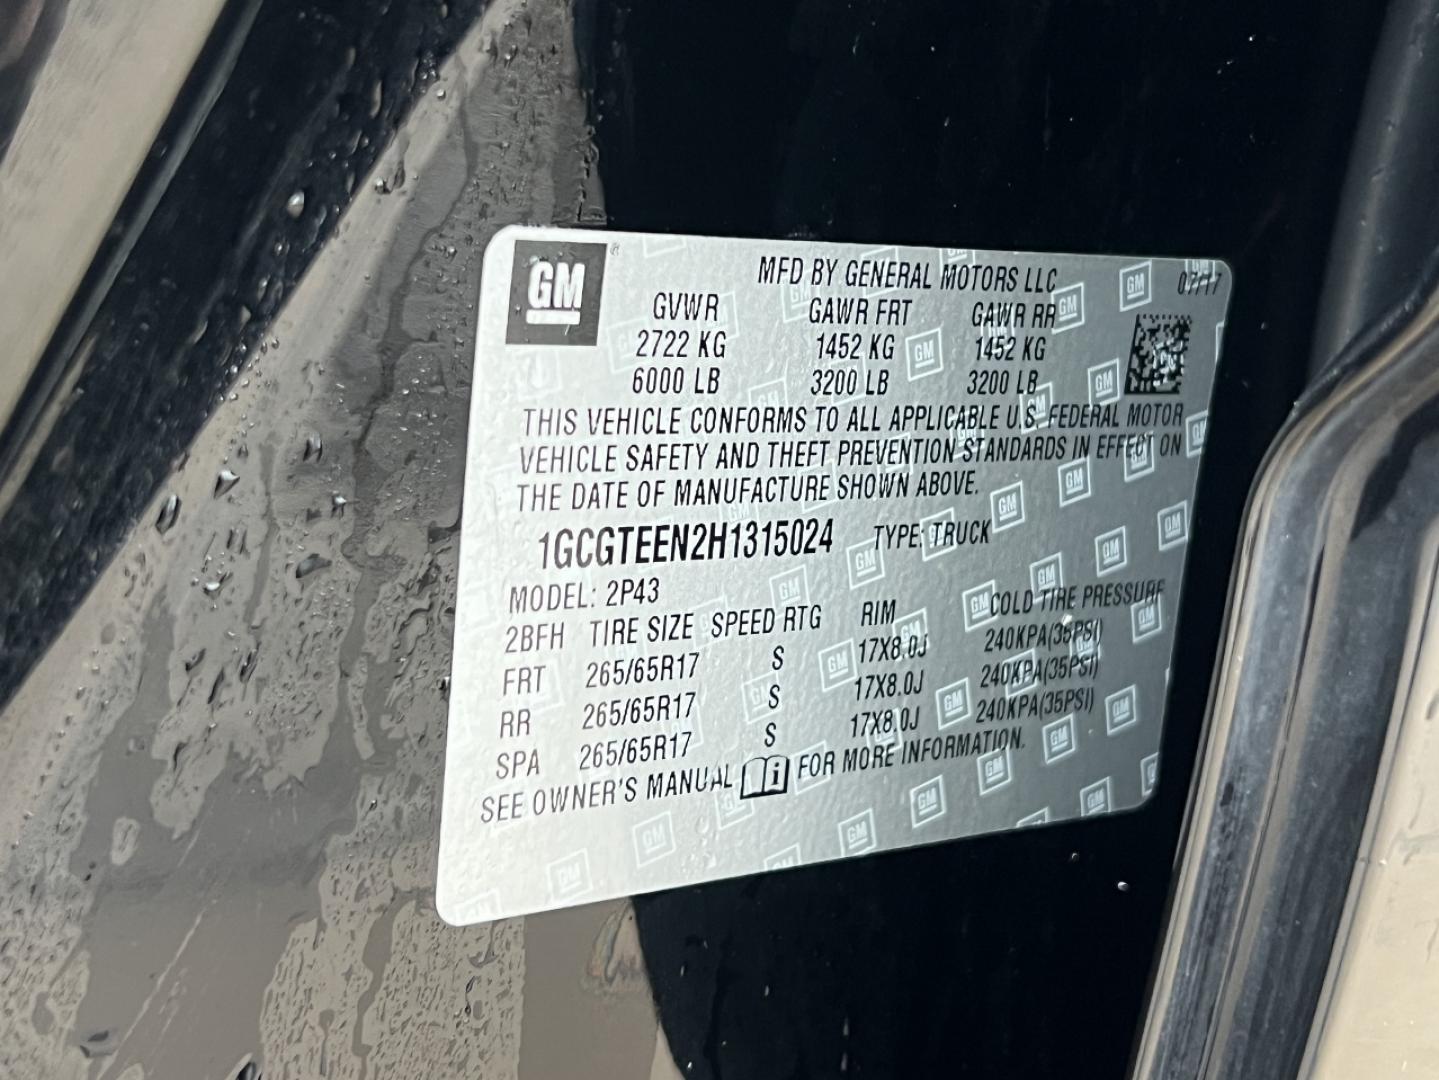 GM
MFD BY GENERAL MOTORS LLC 07/17
GVWR GAWR FRT GAWR RR
2722 KG 1452 KG 1452 KG
6000 LB 3200 LB 3200 LB
THIS VEHICLE CONFORMS TO ALL APPLICABLE U.S. FEDERAL MOTOR
VEHICLE SAFETY AND THEFT PREVENTION STANDARDS IN EFFECT ON
THE DATE OF MANUFACTURE SHOWN ABOVE.
1GCGTEEN2H1315024 TYPE: TRUCK
MODEL: 2P43
2BFH TIRE SIZE SPEED RTG RIM COLD TIRE PRESSURE
FRT 265/65R17 S 17X8.0J 240KPA(35PSI)
RR 265/65R17 S 17X8.0J 240KPA(35PSI)
SPA 265/65R17 S 17X8.0J 240KPA(35PSI)
SEE OWNER'S MANUAL i FOR MORE INFORMATION.